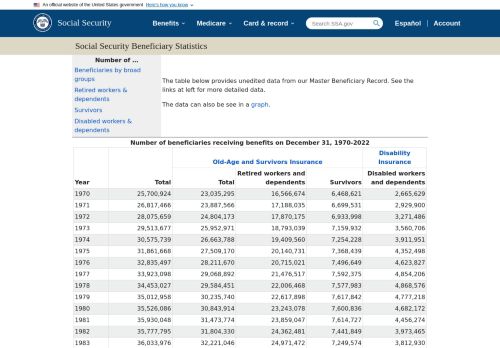 An official website of the United States government Here's how you know
Social Security
Benefits Medicare Card & record Search SSA.gov Español Account
Social Security Beneficiary Statistics
Number of ...
Beneficiaries by broad groups
Retired workers & dependents
Survivors
Disabled workers & dependents
The table below provides unedited data from our Master Beneficiary Record. See the
links at left for more detailed data.
The data can also be see in a graph.
Number of beneficiaries receiving benefits on December 31, 1970-2022
Year Total Old-Age and Survivors Insurance Disability Insurance
Total Retired workers and dependents Survivors Disabled workers and dependents
1970 25,700,924 23,035,295 16,566,674 6,468,621 2,665,629
1971 26,817,466 23,887,566 17,188,035 6,699,531 2,929,900
1972 28,075,659 24,804,173 17,870,175 6,933,998 3,271,486
1973 29,513,677 25,952,971 18,793,039 7,159,932 3,560,706
1974 30,575,739 26,663,788 19,409,560 7,254,228 3,911,951
1975 31,861,668 27,509,170 20,140,731 7,368,439 4,352,498
1976 32,835,497 28,211,670 20,715,021 7,496,649 4,623,827
1977 33,923,098 29,068,892 21,476,517 7,592,375 4,854,206
1978 34,453,027 29,584,451 22,006,468 7,577,983 4,868,576
1979 35,012,958 30,235,740 22,617,898 7,617,842 4,777,218
1980 35,526,086 30,843,914 23,243,078 7,600,836 4,682,172
1981 35,930,048 31,473,774 23,859,047 7,614,727 4,456,274
1982 35,777,795 31,804,330 24,362,481 7,441,849 3,973,465
1983 36,033,976 32,221,046 24,971,472 7,249,574 3,812,930